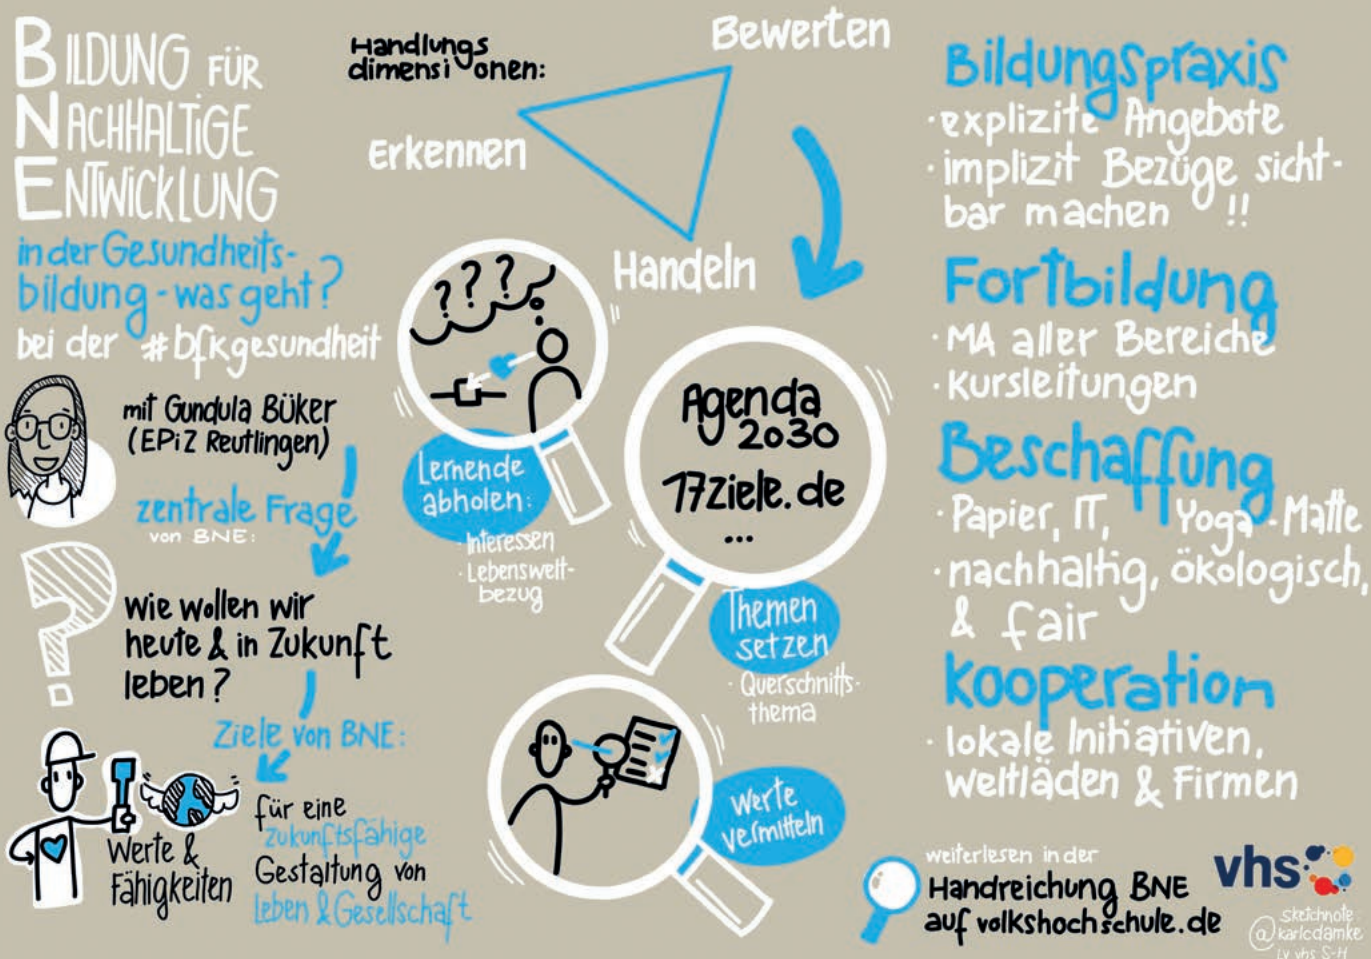 BILDUNG FÜR
NACHHALTIGE
ENTWICKLUNG
in der Gesundheits-
bildung - was geht?
bei der #bfkgesundheit
mit Gundula Büker
(EPiZ Reutlingen)
zentrale Frage
von BNE:
Wie wollen wir
heute & in Zukunft
leben?
Ziele von BNE:
Werte &
Fähigkeiten
für eine
zukunftsfähige
Gestaltung von
Leben & Gesellschaft
Handlungs
dimensionen:
Erkennen
Bewerten
Handeln
????
Lernende
abholen:
· Interessen
· Lebenswelt-
bezug
Agenda
2030
17Ziele.de
...
Themen
setzen
· Querschnitts-
thema
Werte
vermitteln
Bildungspraxis
· explizite Angebote
· implizit Bezüge sicht-
bar machen !!
Fortbildung
· MA aller Bereiche
· Kursleitungen
Beschaffung
· Papier, IT, Yoga-Matte
· nachhaltig, ökologisch,
& fair
Kooperation
· lokale Initiativen,
Weltläden & Firmen
weiterlesen in der
Handreichung BNE
auf volkshochschule.de
vhs
sketchnote:
@karlcdamke
LV vhs S-H